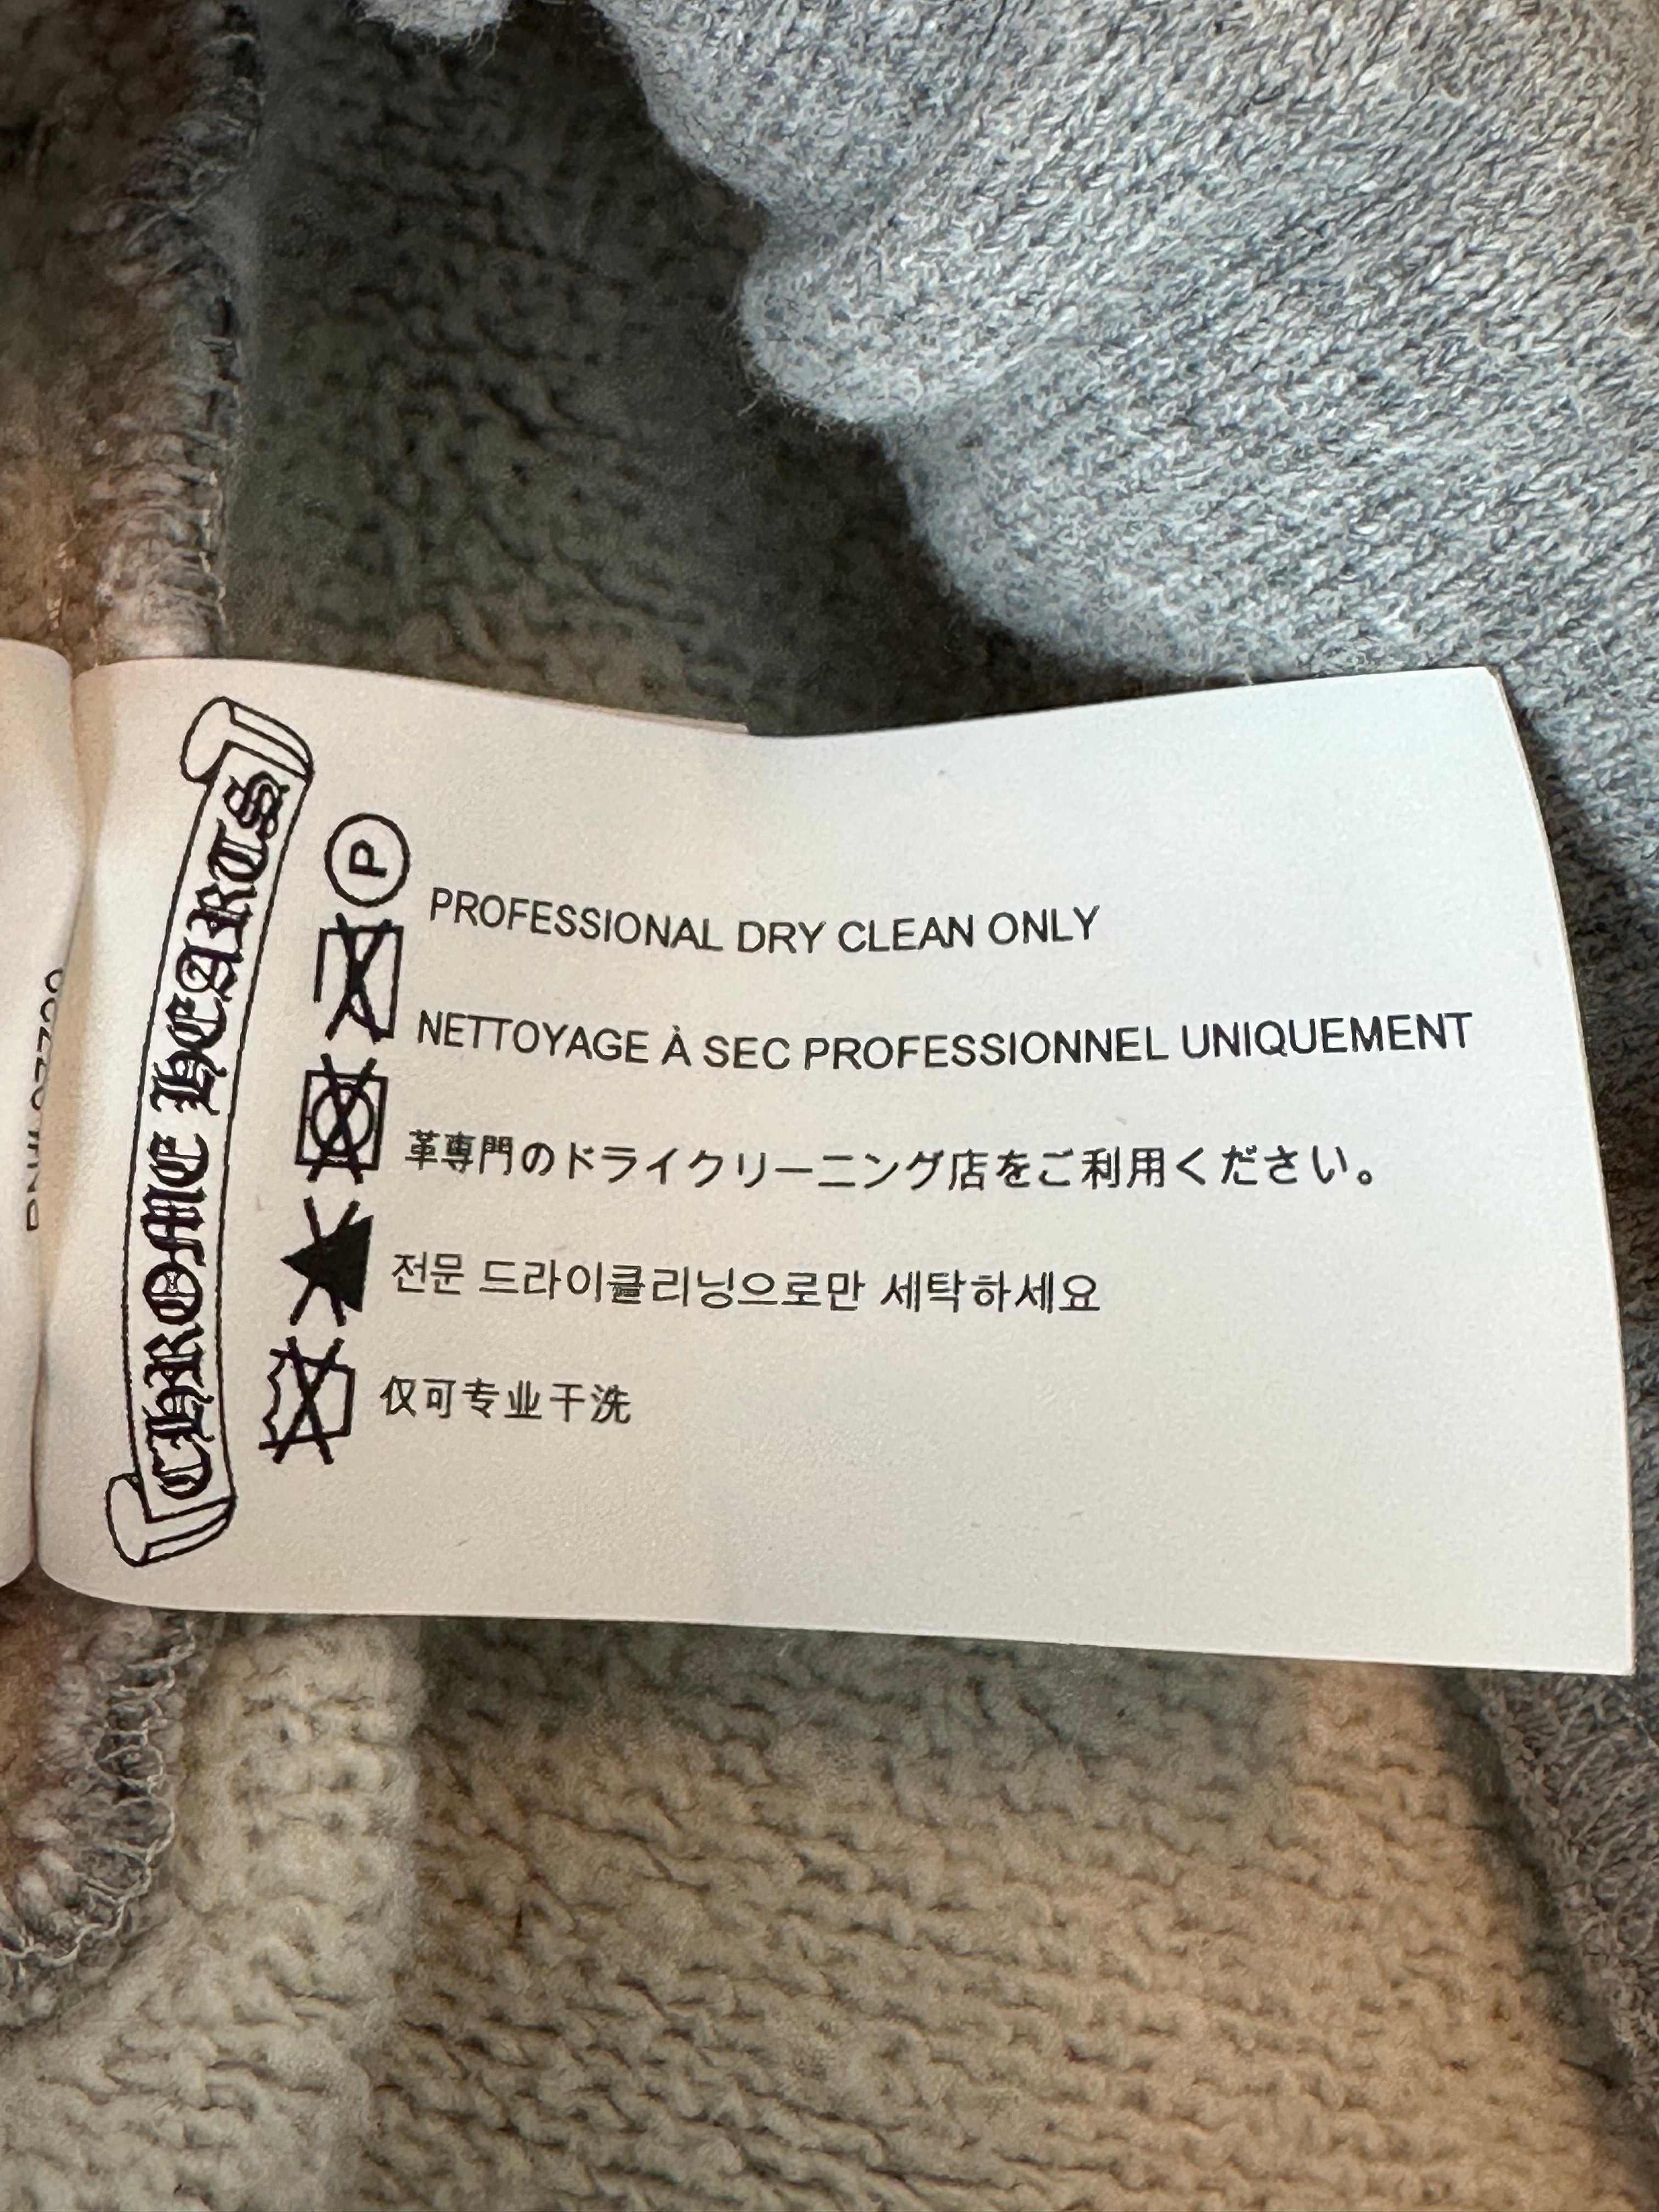 CHROME HEARTS
P
PROFESSIONAL DRY CLEAN ONLY
NETTOYAGE À SEC PROFESSIONNEL UNIQUEMENT
革専門のドライクリーニング店をご利用ください。
전문 드라이클리닝으로만 세탁하세요
仅可专业干洗